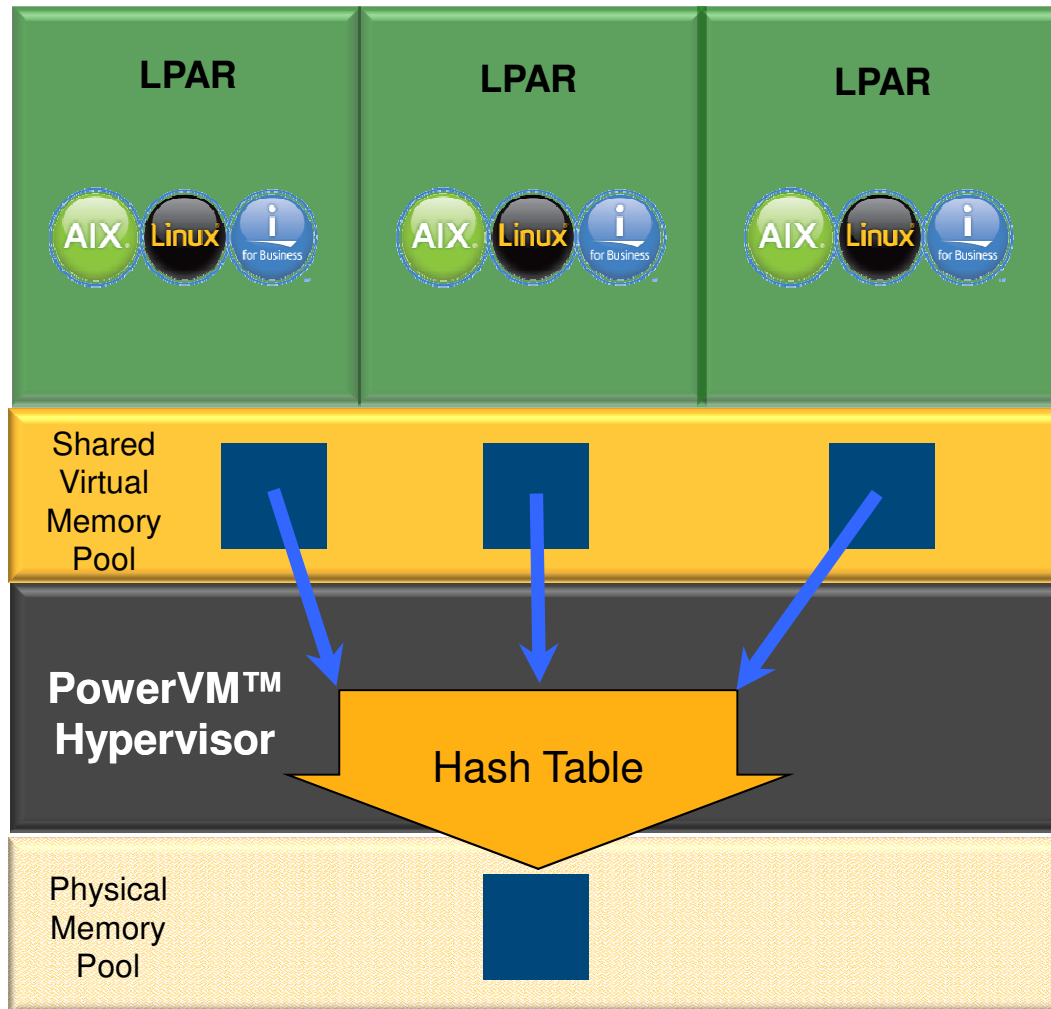 LPAR
LPAR
LPAR
AIX. Linux i for Business
AIX. Linux i for Business
AIX. Linux i for Business
Shared
Virtual
Memory
Pool
PowerVM™
Hypervisor
Hash Table
Physical
Memory
Pool